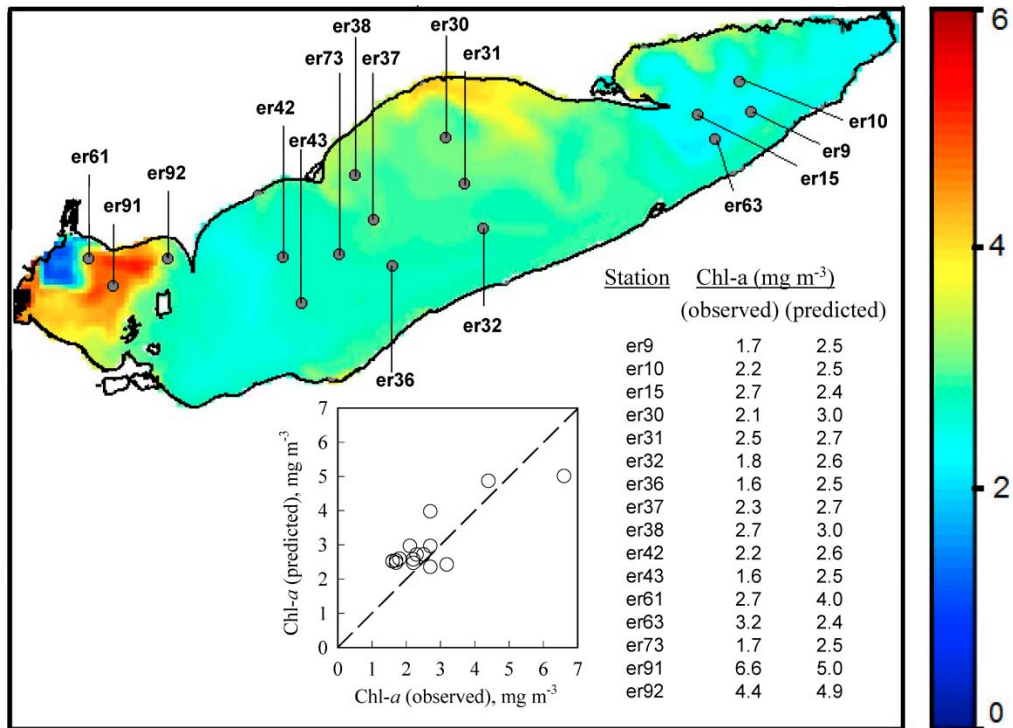 er38
er30
er73
er37
er31
er42
er43
er61
er92
er91
er10
er9
er15
er63
er32
er36
6
4
2
0
Station Chl-a (mg m⁻³)
(observed) (predicted)
er9 1.7 2.5
er10 2.2 2.5
er15 2.7 2.4
er30 2.1 3.0
er31 2.5 2.7
er32 1.8 2.6
er36 1.6 2.5
er37 2.3 2.7
er38 2.7 3.0
er42 2.2 2.6
er43 1.6 2.5
er61 2.7 4.0
er63 3.2 2.4
er73 1.7 2.5
er91 6.6 5.0
er92 4.4 4.9
Chl-a (predicted), mg m⁻³
7
6
5
4
3
2
1
0
0 1 2 3 4 5 6 7
Chl-a (observed), mg m⁻³